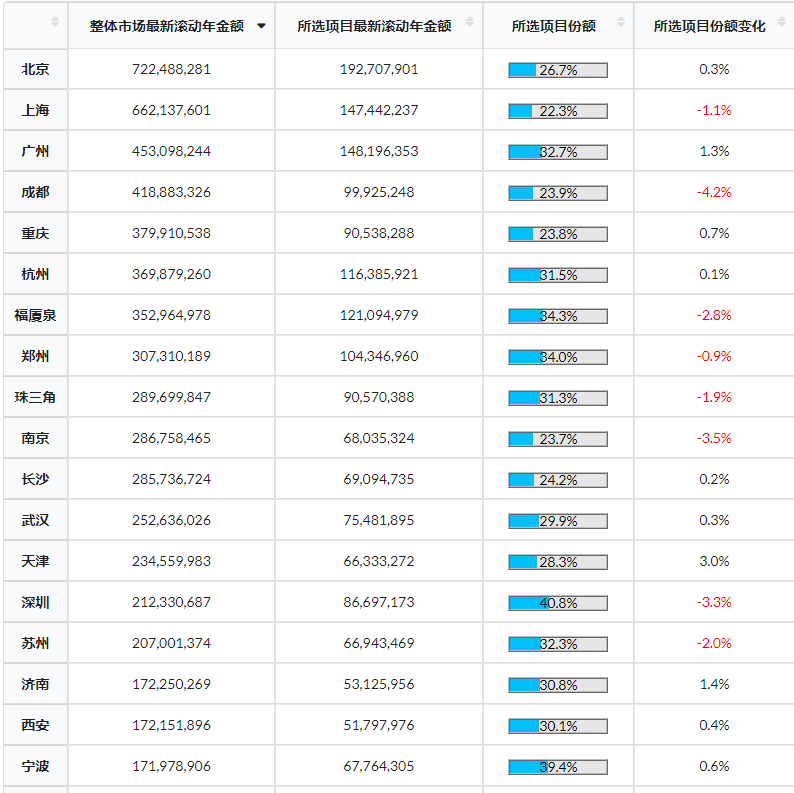 整体市场最新滚动年金额 所选项目最新滚动年金额 所选项目份额 所选项目份额变化
北京 722,488,281 192,707,901 26.7% 0.3%
上海 662,137,601 147,442,237 22.3% -1.1%
广州 453,098,244 148,196,353 32.7% 1.3%
成都 418,883,326 99,925,248 23.9% -4.2%
重庆 379,910,538 90,538,288 23.8% 0.7%
杭州 369,879,260 116,385,921 31.5% 0.1%
福厦泉 352,964,978 121,094,979 34.3% -2.8%
郑州 307,310,189 104,346,960 34.0% -0.9%
珠三角 289,699,847 90,570,388 31.3% -1.9%
南京 286,758,465 68,035,324 23.7% -3.5%
长沙 285,736,724 69,094,735 24.2% 0.2%
武汉 252,636,026 75,481,895 29.9% 0.3%
天津 234,559,983 66,333,272 28.3% 3.0%
深圳 212,330,687 86,697,173 40.8% -3.3%
苏州 207,001,374 66,943,469 32.3% -2.0%
济南 172,250,269 53,125,956 30.8% 1.4%
西安 172,151,896 51,797,976 30.1% 0.4%
宁波 171,978,906 67,764,305 39.4% 0.6%